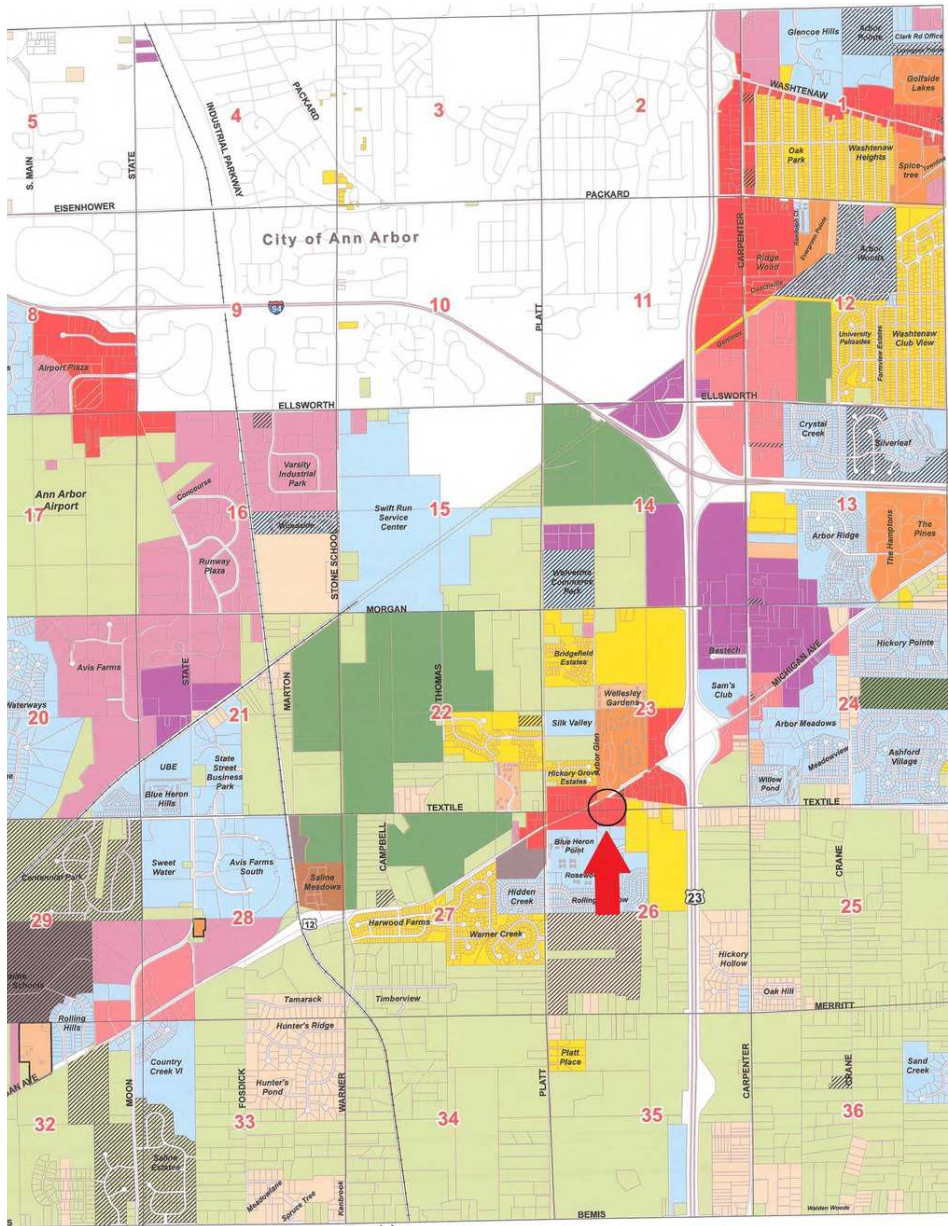 Glencoe Hills
Arbor
Pointe
Clark Rd Office
Golfside
Lakes
WASHTENAW
1
2
3
4
5
S. MAIN
STATE
INDUSTRIAL PARKWAY
PACKARD
Oak
Park
Washtenaw
Heights
Spice-
tree
EISENHOWER
PACKARD
City of Ann Arbor
CARPENTER
Ridge
Wood
Evergreen Pointe
Arbor
Woods
8
9
94
10
PLATT
11
12
University
Palisades
Farmview Estates
Washtenaw
Club View
Airport Plaza
ELLSWORTH
ELLSWORTH
Crystal
Creek
Silverleaf
Ann Arbor
Airport
17
Concourse
16
Varsity
Industrial
Park
Woodside
Runway
Plaza
STONE SCHOOL
Swift Run
Service
Center
15
14
Wolverine
Commerce
Park
13
Arbor Ridge
The Hamptons
The
Pines
MORGAN
Avis Farms
STATE
MARTON
THOMAS
Bridgefield
Estates
Wellesley
Gardens
Bestech
MICHIGAN AVE
Hickory Pointe
Waterways
20
21
22
23
24
Silk Valley
Sam's
Club
Arbor Meadows
Meadowview
Ashford
Village
UBE
Blue Heron
Hills
State
Street
Business
Park
Hickory Grove
Estates
Arbor Glen
Willow
Pond
TEXTILE
TEXTILE
Centennial Park
Sweet
Water
Avis Farms
South
Saline
Meadows
CAMPBELL
Blue Heron
Point
CRANE
29
28
12
27
Harwood Farms
Warner Creek
Hidden
Creek
26
23
25
Hickory
Hollow
Rolling
Hills
Tamarack
Timberview
Oak Hill
MERRITT
Hunter's Ridge
Country
Creek VI
Hunter's
Pond
Platt
Place
Sand
Creek
MOON
FOSDICK
WARNER
PLATT
CARPENTER
CRANE
32
33
34
35
36
Saline
Estates
Meadowlane
Spruce Tree
Kenbrook
BEMIS
Walden Woods